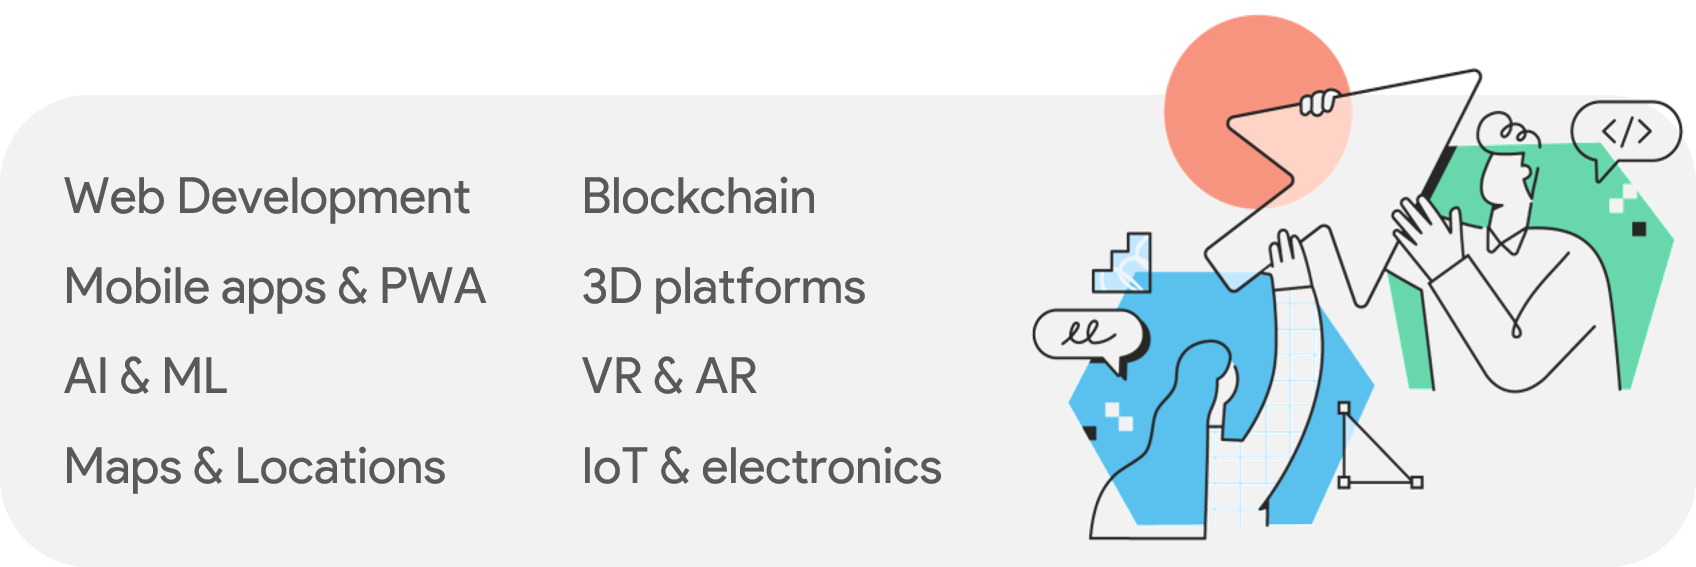 Web Development
Mobile apps & PWA
AI & ML
Maps & Locations
Blockchain
3D platforms
VR & AR
IoT & electronics
</>